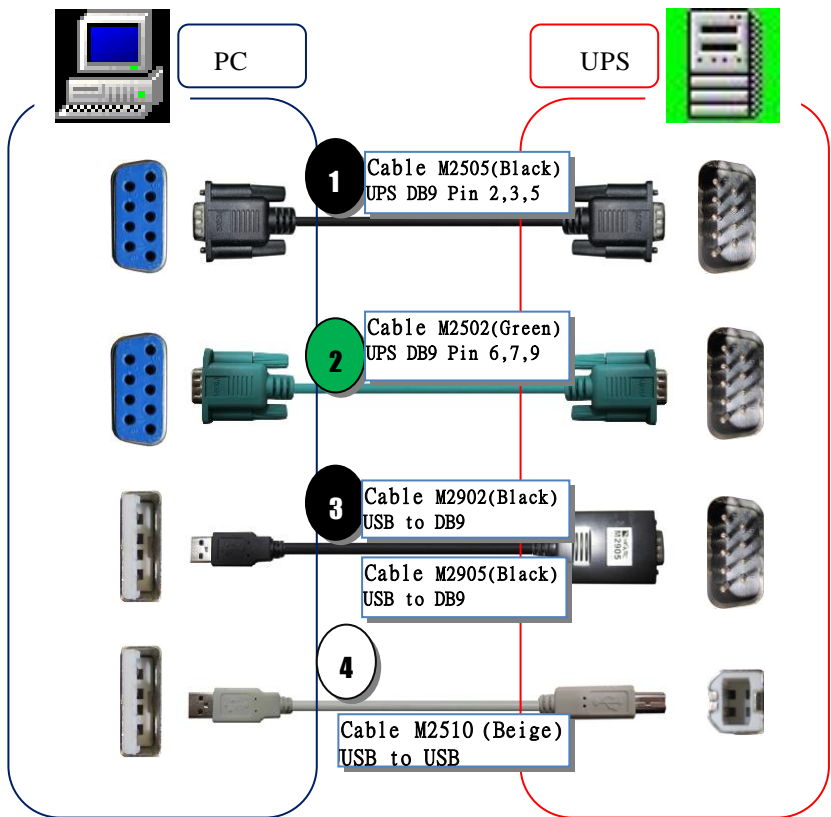 PC
UPS
1
Cable M2505(Black)
UPS DB9 Pin 2,3,5
2
Cable M2502(Green)
UPS DB9 Pin 6,7,9
3
Cable M2902(Black)
USB to DB9
M2905
Cable M2905(Black)
USB to DB9
4
Cable M2510 (Beige)
USB to USB